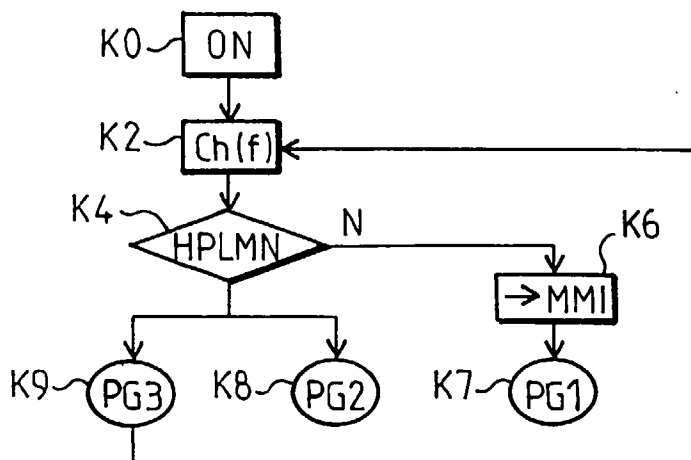 K0 ON
K2 Ch(f)
K4 HPLMN N
K6 → MMI
K9 PG3 K8 PG2 K7 PG1